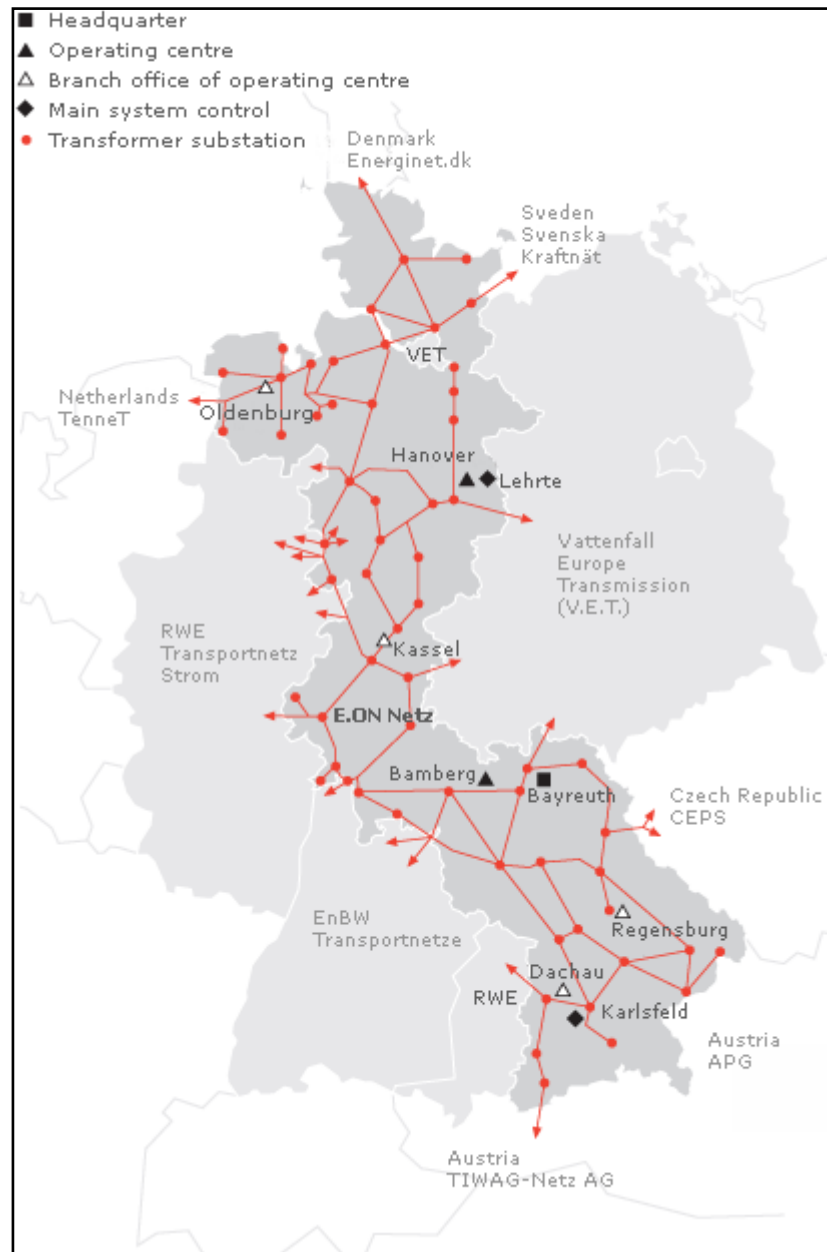 Headquarter
Operating centre
Branch office of operating centre
Main system control
Transformer substation
Denmark
Energinet.dk
Sveden
Svenska
Kraftnät
VET
Netherlands
TenneT
Oldenburg
Hanover
Lehrte
Vattenfall
Europe
Transmission
(V.E.T.)
RWE
Transportnetz
Strom
Kassel
E.ON Netz
Bamberg
Bayreuth
Czech Republic
CEPS
EnBW
Transportnetze
Regensburg
Dachau
RWE
Karlsfeld
Austria
APG
Austria
TIWAG-Netz AG